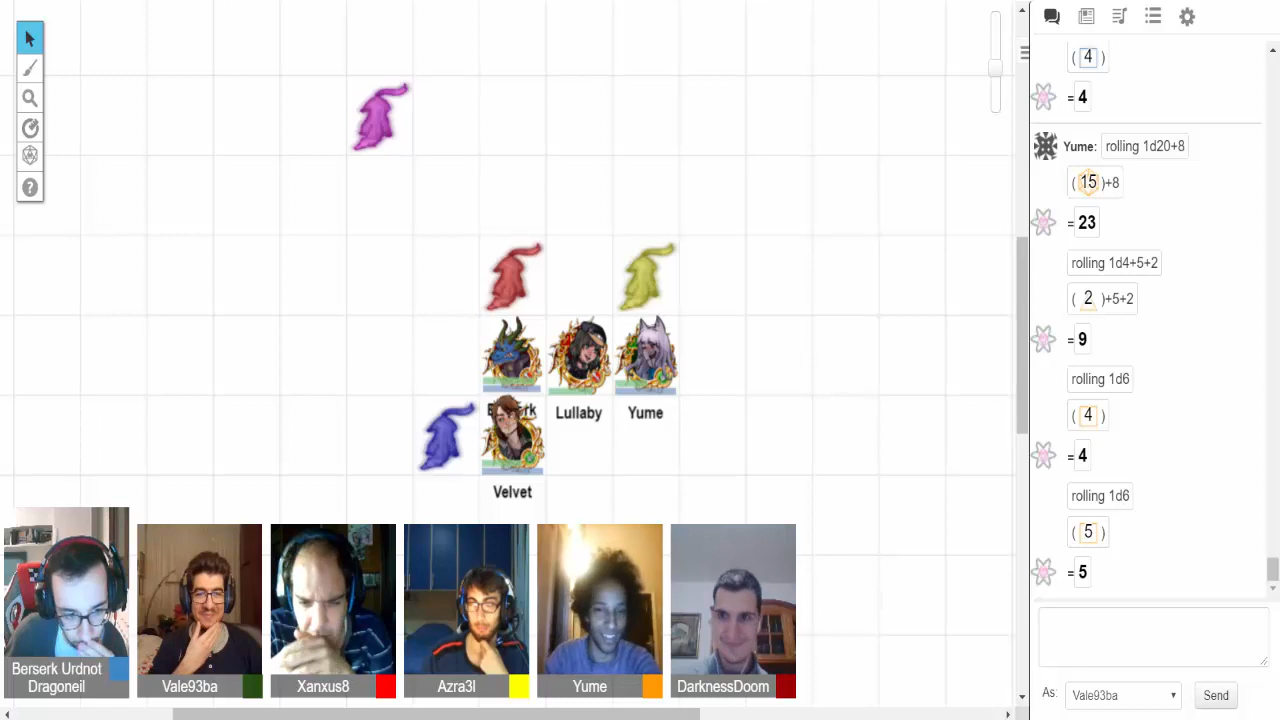 Lullaby
Yume
Velvet
Berserk Urdnot
Dragoneil
Vale93ba
Xanxus8
Azra3l
Yume
DarknessDoom
( 4 )
= 4
Yume: rolling 1d20+8
( 15 )+8
= 23
rolling 1d4+5+2
( 2 )+5+2
= 9
rolling 1d6
( 4 )
= 4
rolling 1d6
( 5 )
= 5
As: Vale93ba Send